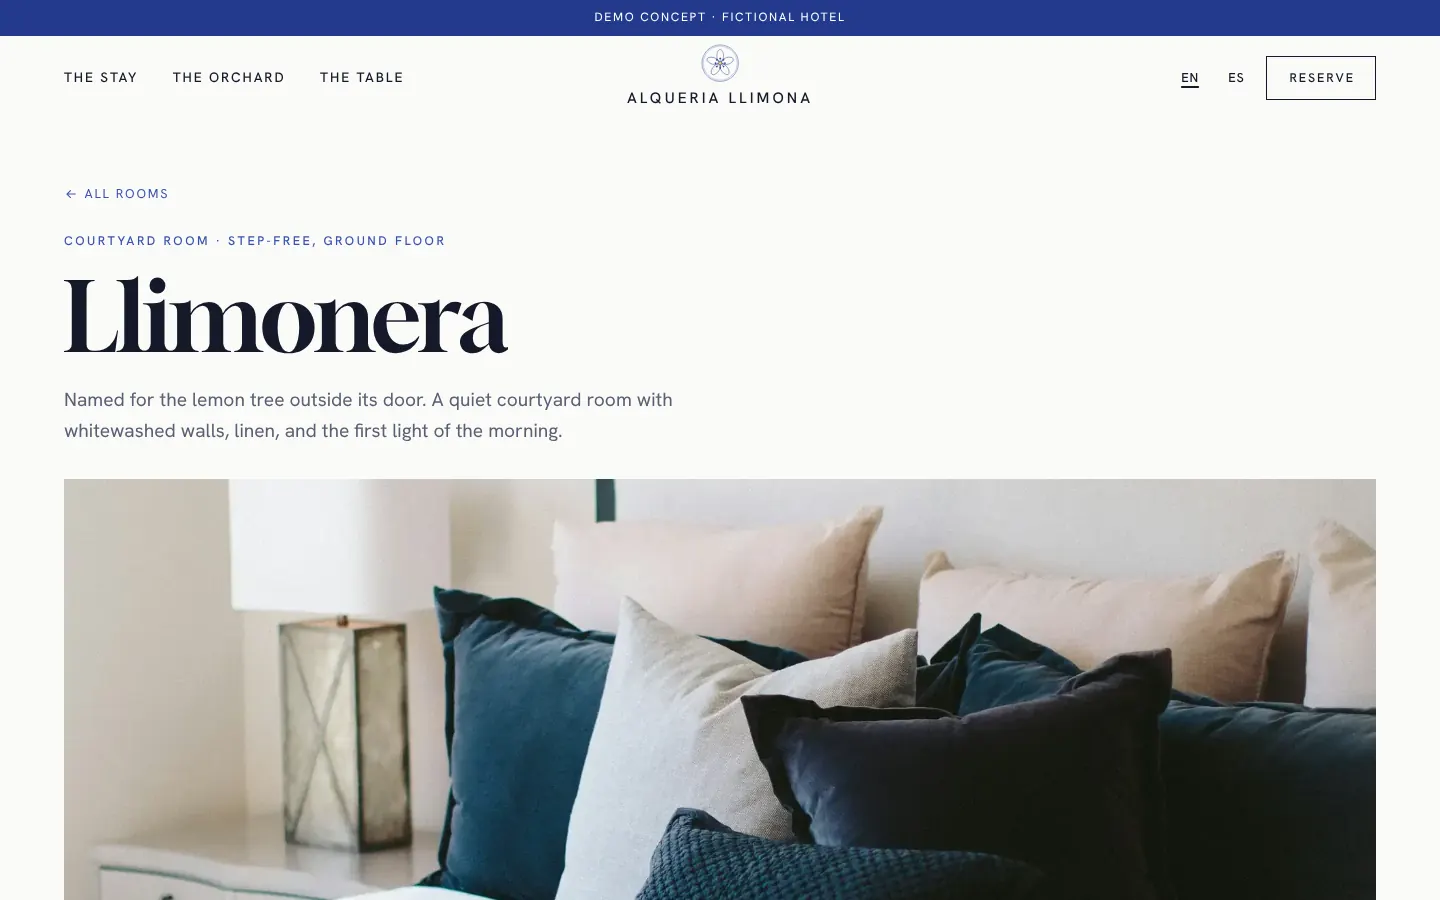 DEMO CONCEPT · FICTIONAL HOTEL
THE STAY
THE ORCHARD
THE TABLE
ALQUERIA LLIMONA
EN
ES
RESERVE
← ALL ROOMS
COURTYARD ROOM · STEP-FREE, GROUND FLOOR
Llimonera
Named for the lemon tree outside its door. A quiet courtyard room with
whitewashed walls, linen, and the first light of the morning.